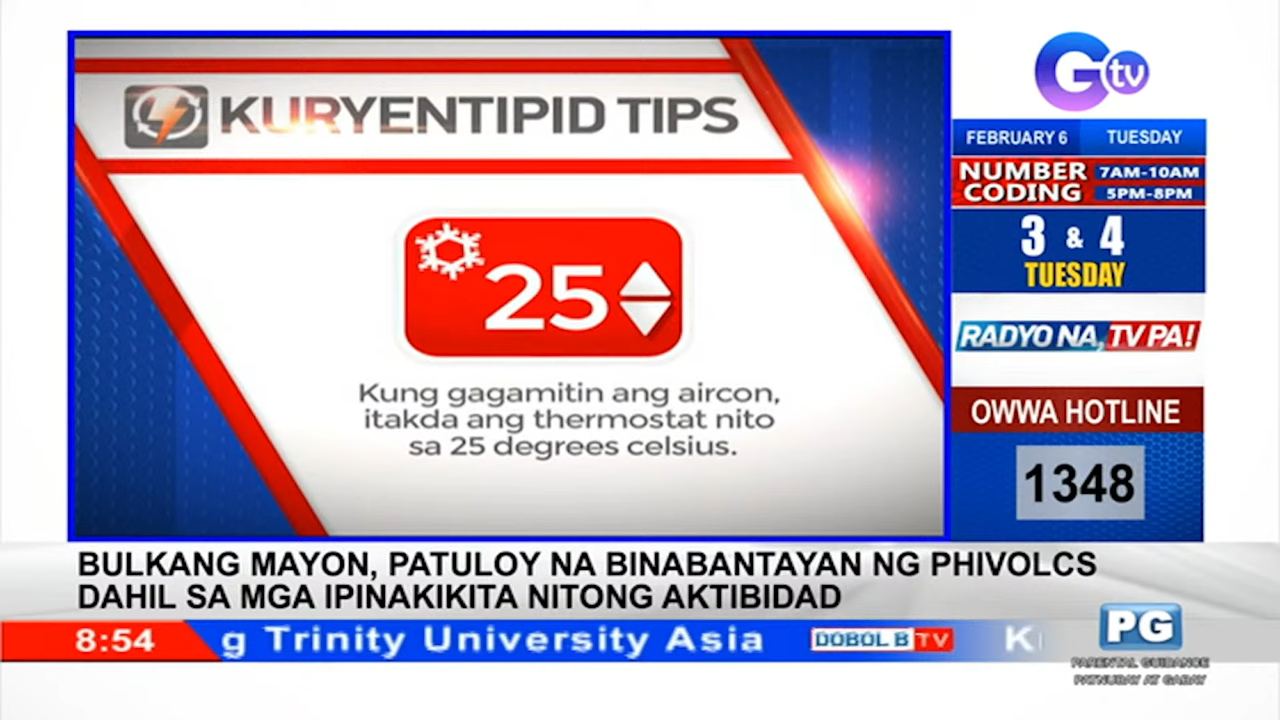 KURYENTIPID TIPS
25
Kung gagamitin ang aircon,
itakda ang thermostat nito
sa 25 degrees celsius.
Gtv
FEBRUARY 6 TUESDAY
NUMBER CODING
7AM-10AM
5PM-8PM
3 & 4
TUESDAY
RADYO NA, TV PA!
OWWA HOTLINE
1348
BULKANG MAYON, PATULOY NA BINABANTAYAN NG PHIVOLCS
DAHIL SA MGA IPINAKIKITA NITONG AKTIBIDAD
8:54 g Trinity University Asia DOBOL B TV K
PG
PARENTAL GUIDANCE
PATNUBAY AT GABAY